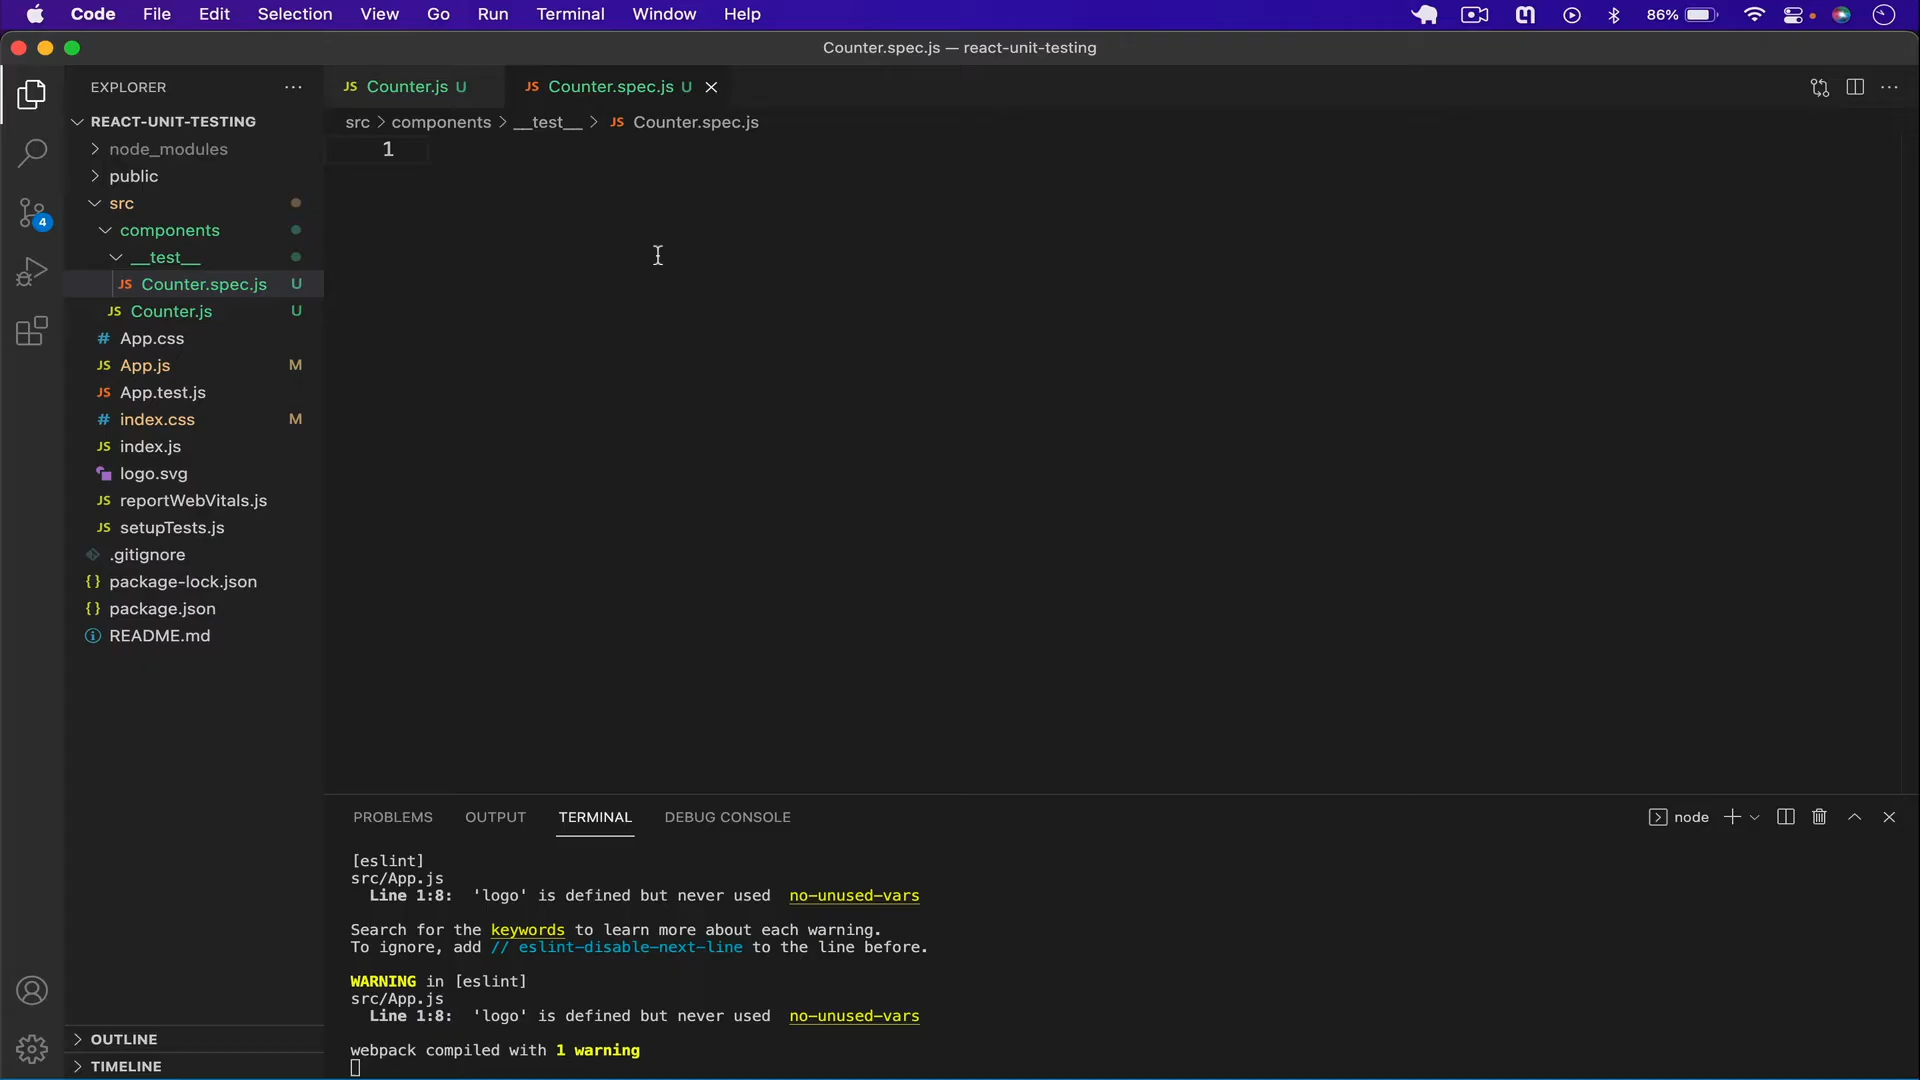 Code File Edit Selection View Go Run Terminal Window Help 86%
Counter.spec.js — react-unit-testing
EXPLORER
JS Counter.js U
JS Counter.spec.js U
src > components > __test__ > JS Counter.spec.js
1
REACT-UNIT-TESTING
node_modules
public
src
components
__test__
JS Counter.spec.js U
JS Counter.js U
# App.css
JS App.js M
JS App.test.js
# index.css M
JS index.js
logo.svg
JS reportWebVitals.js
JS setupTests.js
.gitignore
{} package-lock.json
{} package.json
README.md
4
OUTLINE
TIMELINE
PROBLEMS OUTPUT TERMINAL DEBUG CONSOLE
node
[eslint]
src/App.js
Line 1:8: 'logo' is defined but never used no-unused-vars
Search for the keywords to learn more about each warning.
To ignore, add // eslint-disable-next-line to the line before.
WARNING in [eslint]
src/App.js
Line 1:8: 'logo' is defined but never used no-unused-vars
webpack compiled with 1 warning